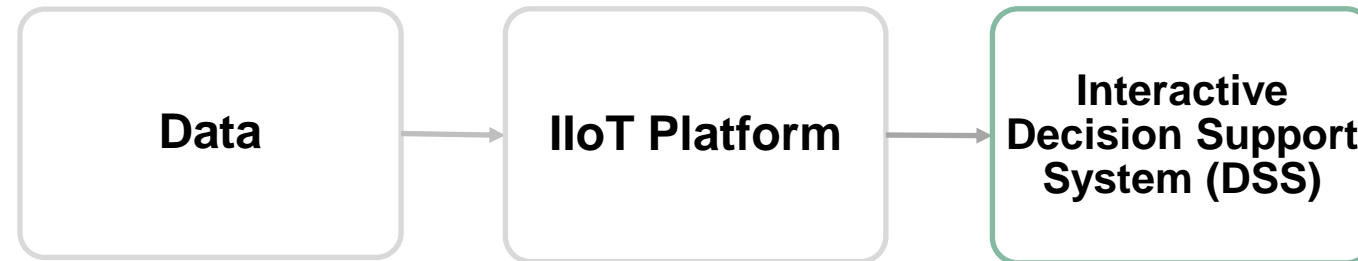 Data
IIoT Platform
Interactive
Decision Support
System (DSS)